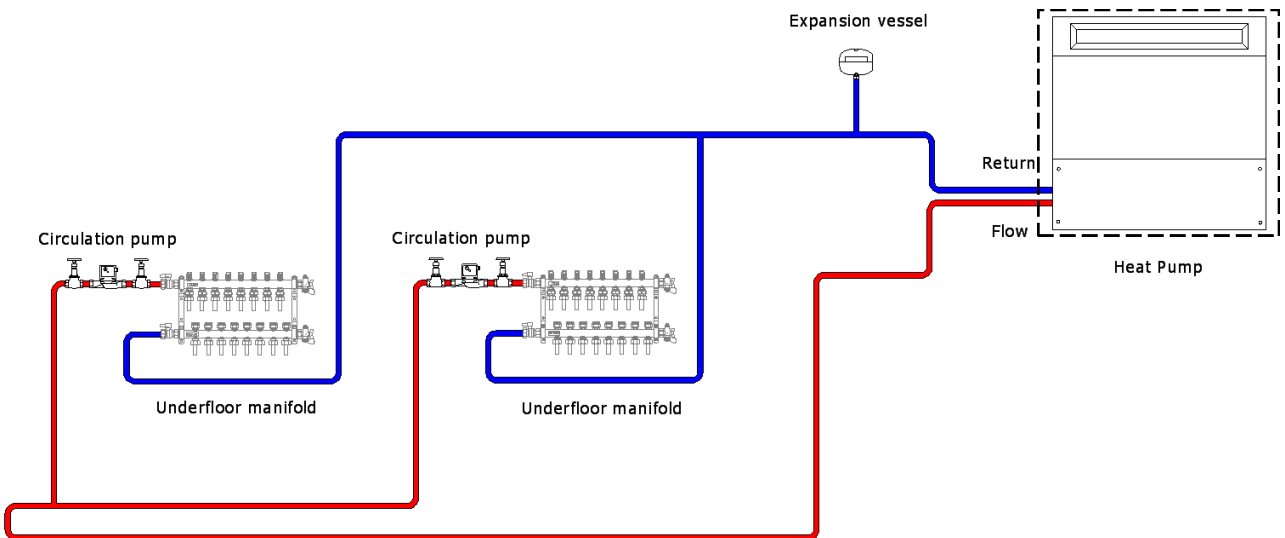 Expansion vessel
Return
Flow
Heat Pump
Circulation pump
Circulation pump
Underfloor manifold
Underfloor manifold